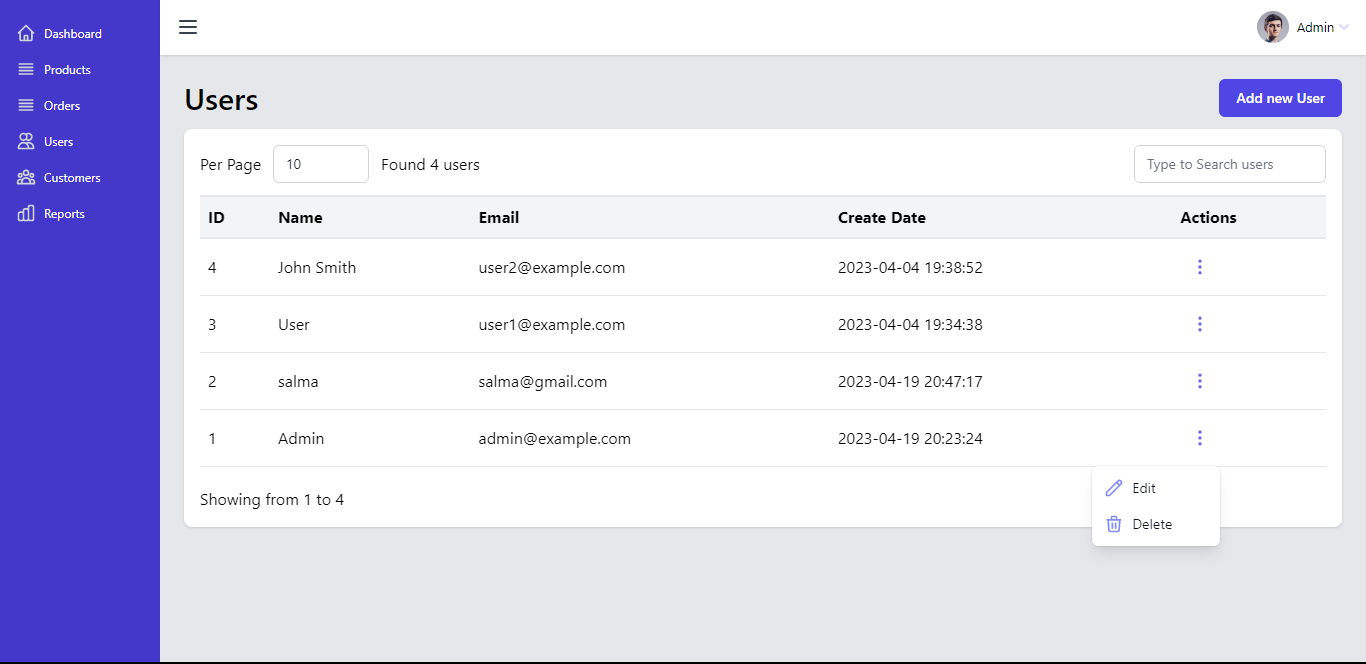 Dashboard
Products
Orders
Users
Customers
Reports
Admin
Users
Add new User
Per Page 10 Found 4 users Type to Search users
ID Name Email Create Date Actions
4 John Smith user2@example.com 2023-04-04 19:38:52
3 User user1@example.com 2023-04-04 19:34:38
2 salma salma@gmail.com 2023-04-19 20:47:17
1 Admin admin@example.com 2023-04-19 20:23:24
Edit
Delete
Showing from 1 to 4